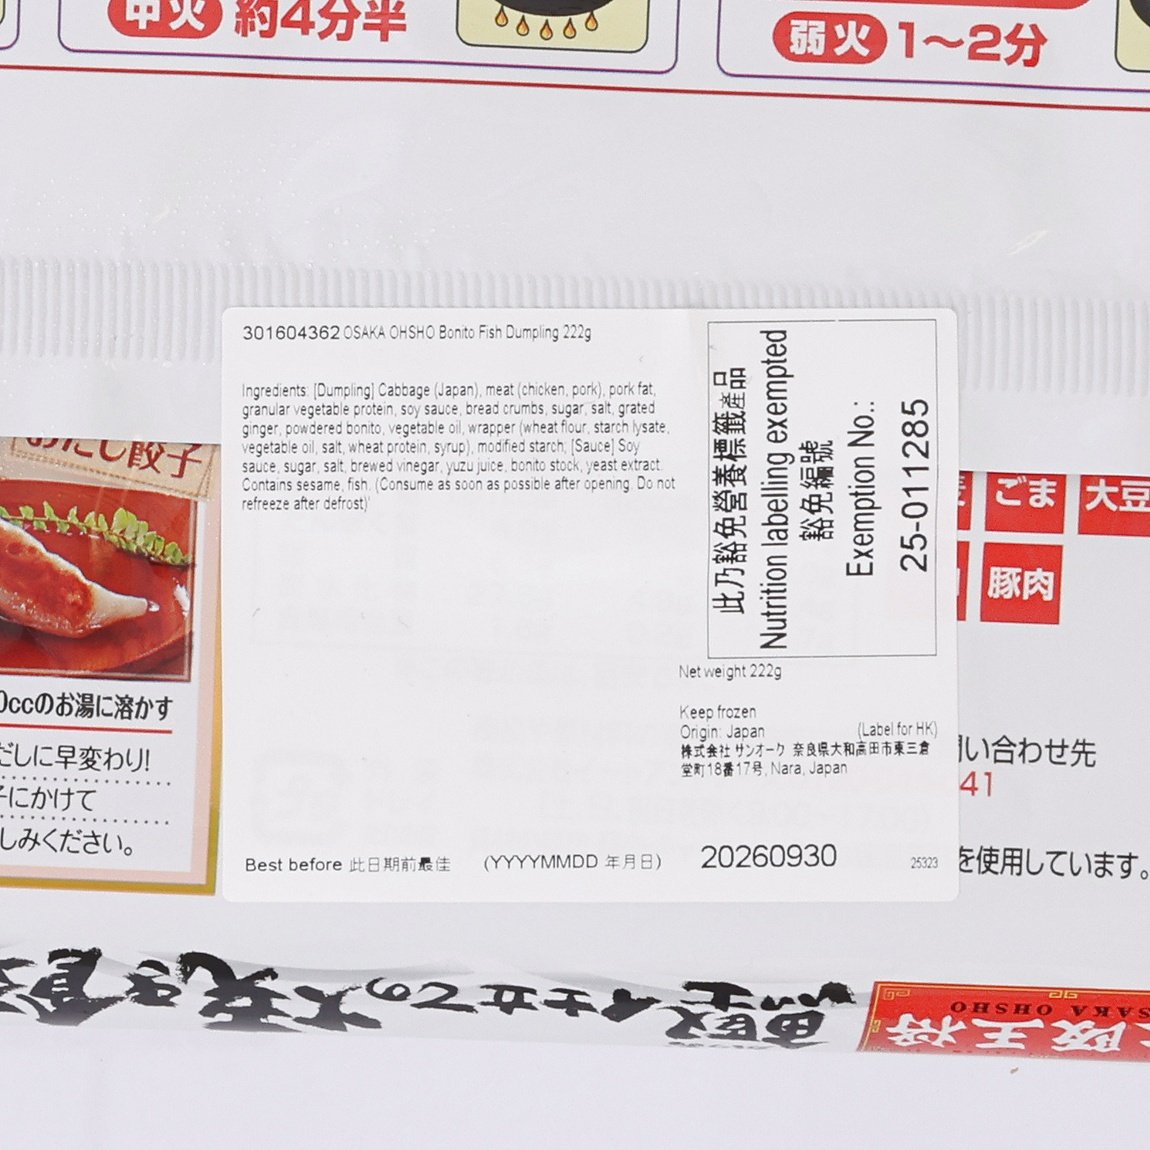 中火 約4分半
弱火 1〜2分
301604362 OSAKA OHSHO Bonito Fish Dumpling 222g
Ingredients: [Dumpling] Cabbage (Japan), meat (chicken, pork), pork fat,
granular vegetable protein, soy sauce, bread crumbs, sugar, salt, grated
ginger, powdered bonito, vegetable oil, wrapper (wheat flour, starch lysate,
vegetable oil, salt, wheat protein, syrup), modified starch; [Sauce] Soy
sauce, sugar, salt, brewed vinegar, yuzu juice, bonito stock, yeast extract.
Contains sesame, fish. (Consume as soon as possible after opening. Do not
refreeze after defrost)'
此乃豁免營養標籤產品
Nutrition labelling exempted
豁免編號
Exemption No.:
25-011285
Net weight 222g
Keep frozen
Origin: Japan (Label for HK)
株式会社 サンオーク 奈良県大和高田市東三倉
堂町18番17号, Nara, Japan
Best before 此日期前最佳 (YYYYMMDD 年月日) 20260930 25323
おだし餃子
0ccのお湯に溶かす
だしに早変わり!
子にかけて
しみください。
ごま 大豆
豚肉
問い合わせ先
41
を使用しています。
大阪王将
OSAKA OHSHO